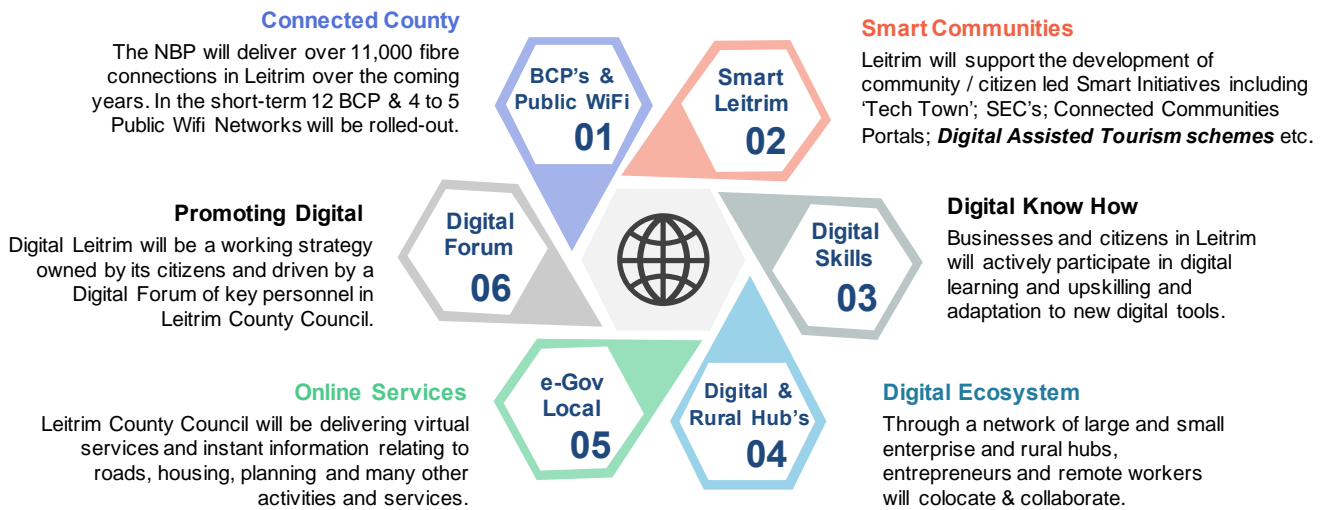 Connected County
The NBP will deliver over 11,000 fibre
connections in Leitrim over the coming
years. In the short-term 12 BCP & 4 to 5
Public Wifi Networks will be rolled-out.
BCP's &
Public WiFi
01
Smart
Leitrim
02
Smart Communities
Leitrim will support the development of
community / citizen led Smart Initiatives including
‘Tech Town’; SEC’s; Connected Communities
Portals; Digital Assisted Tourism schemes etc.
Digital
Skills
03
Digital Know How
Businesses and citizens in Leitrim
will actively participate in digital
learning and upskilling and
adaptation to new digital tools.
Digital &
Rural Hub's
04
Digital Ecosystem
Through a network of large and small
enterprise and rural hubs,
entrepreneurs and remote workers
will colocate & collaborate.
e-Gov
Local
05
Online Services
Leitrim County Council will be delivering virtual
services and instant information relating to
roads, housing, planning and many other
activities and services.
Digital
Forum
06
Promoting Digital
Digital Leitrim will be a working strategy
owned by its citizens and driven by a
Digital Forum of key personnel in
Leitrim County Council.